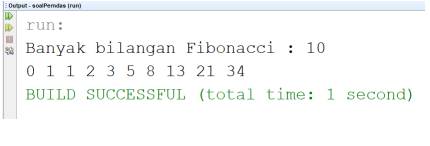 Output - soalPemdas (run)
run:
Banyak bilangan Fibonacci : 10
0 1 1 2 3 5 8 13 21 34
BUILD SUCCESSFUL (total time: 1 second)